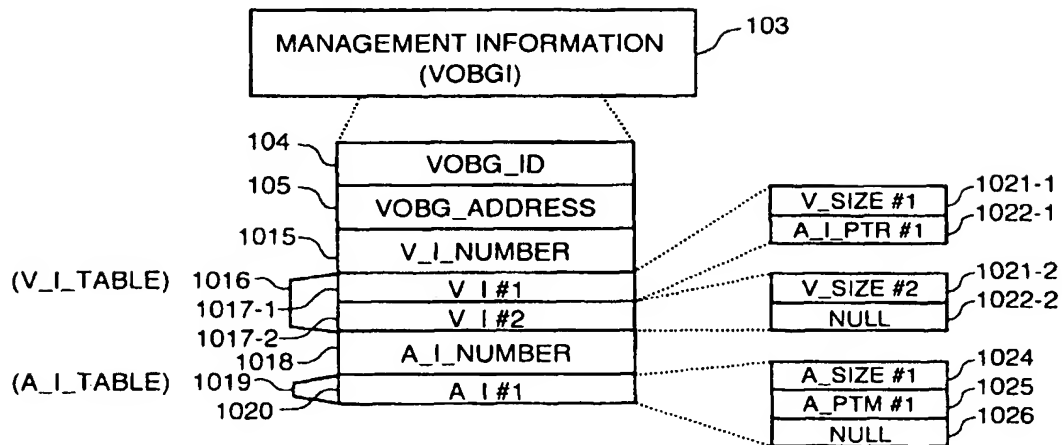 MANAGEMENT INFORMATION
(VOBGI)
103
104
VOBG_ID
105
VOBG_ADDRESS
1015
V_I_NUMBER
(V_I_TABLE)
1016
1017-1
V_I #1
1017-2
V_I #2
1018
A_I_NUMBER
(A_I_TABLE)
1019
1020
A_I #1
1021-1
V_SIZE #1
1022-1
A_I_PTR #1
1021-2
V_SIZE #2
1022-2
NULL
1024
A_SIZE #1
1025
A_PTM #1
1026
NULL